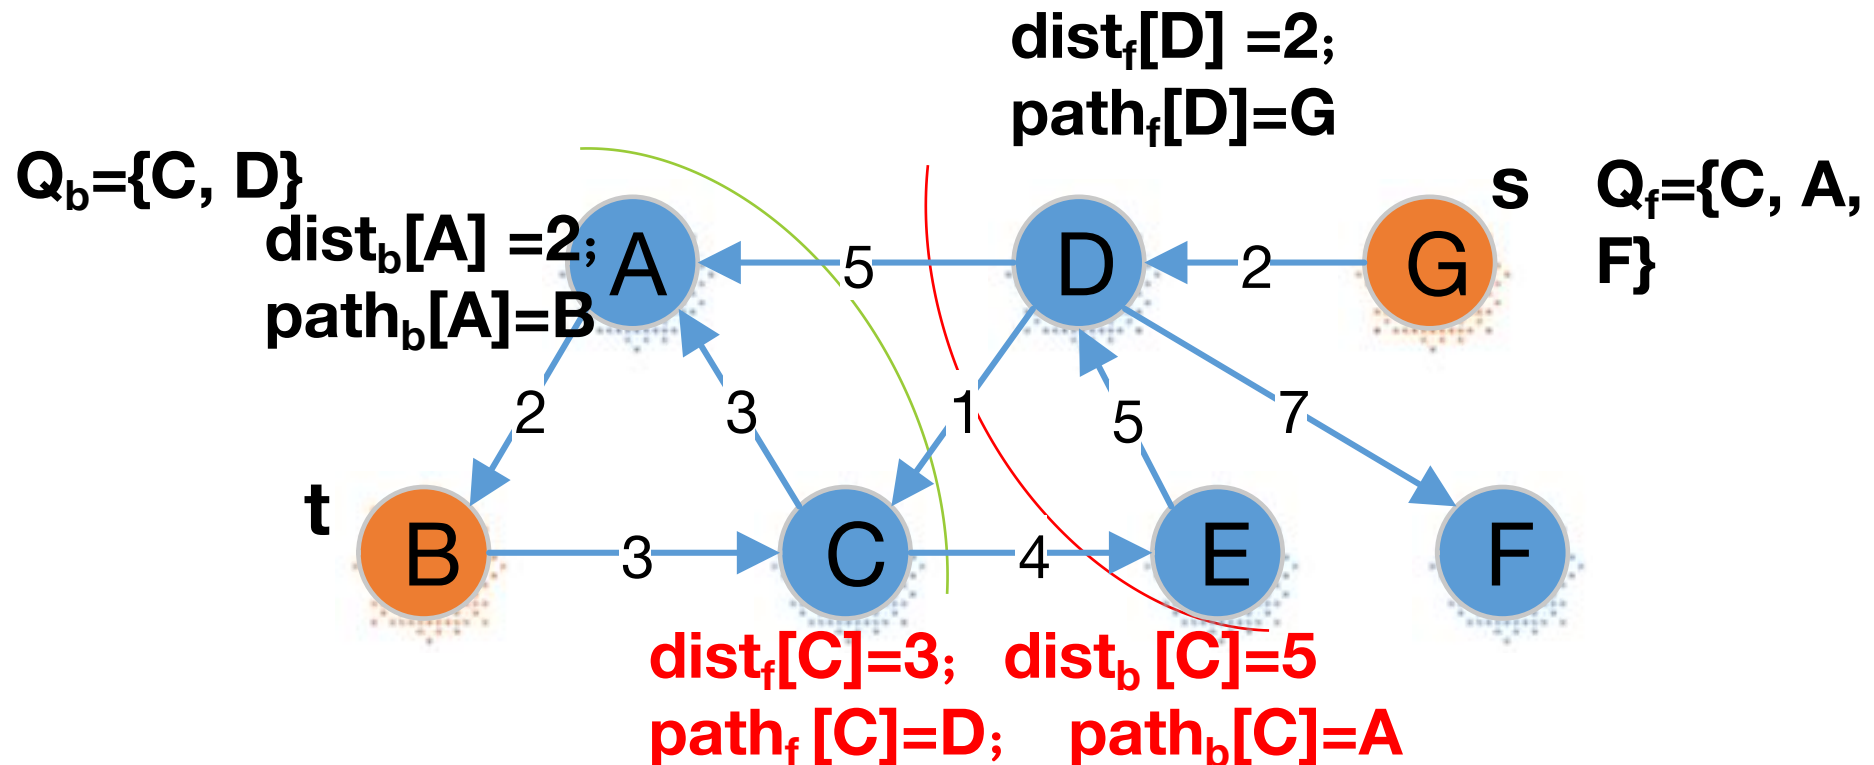 dist_f[D] =2;
path_f[D]=G
Q_b={C, D}
s
Q_f={C, A,
F}
dist_b[A] =2;
path_b[A]=B
A
5
D
2
G
2
3
1
5
7
t
B
3
C
4
E
F
dist_f[C]=3; dist_b [C]=5
path_f [C]=D; path_b[C]=A